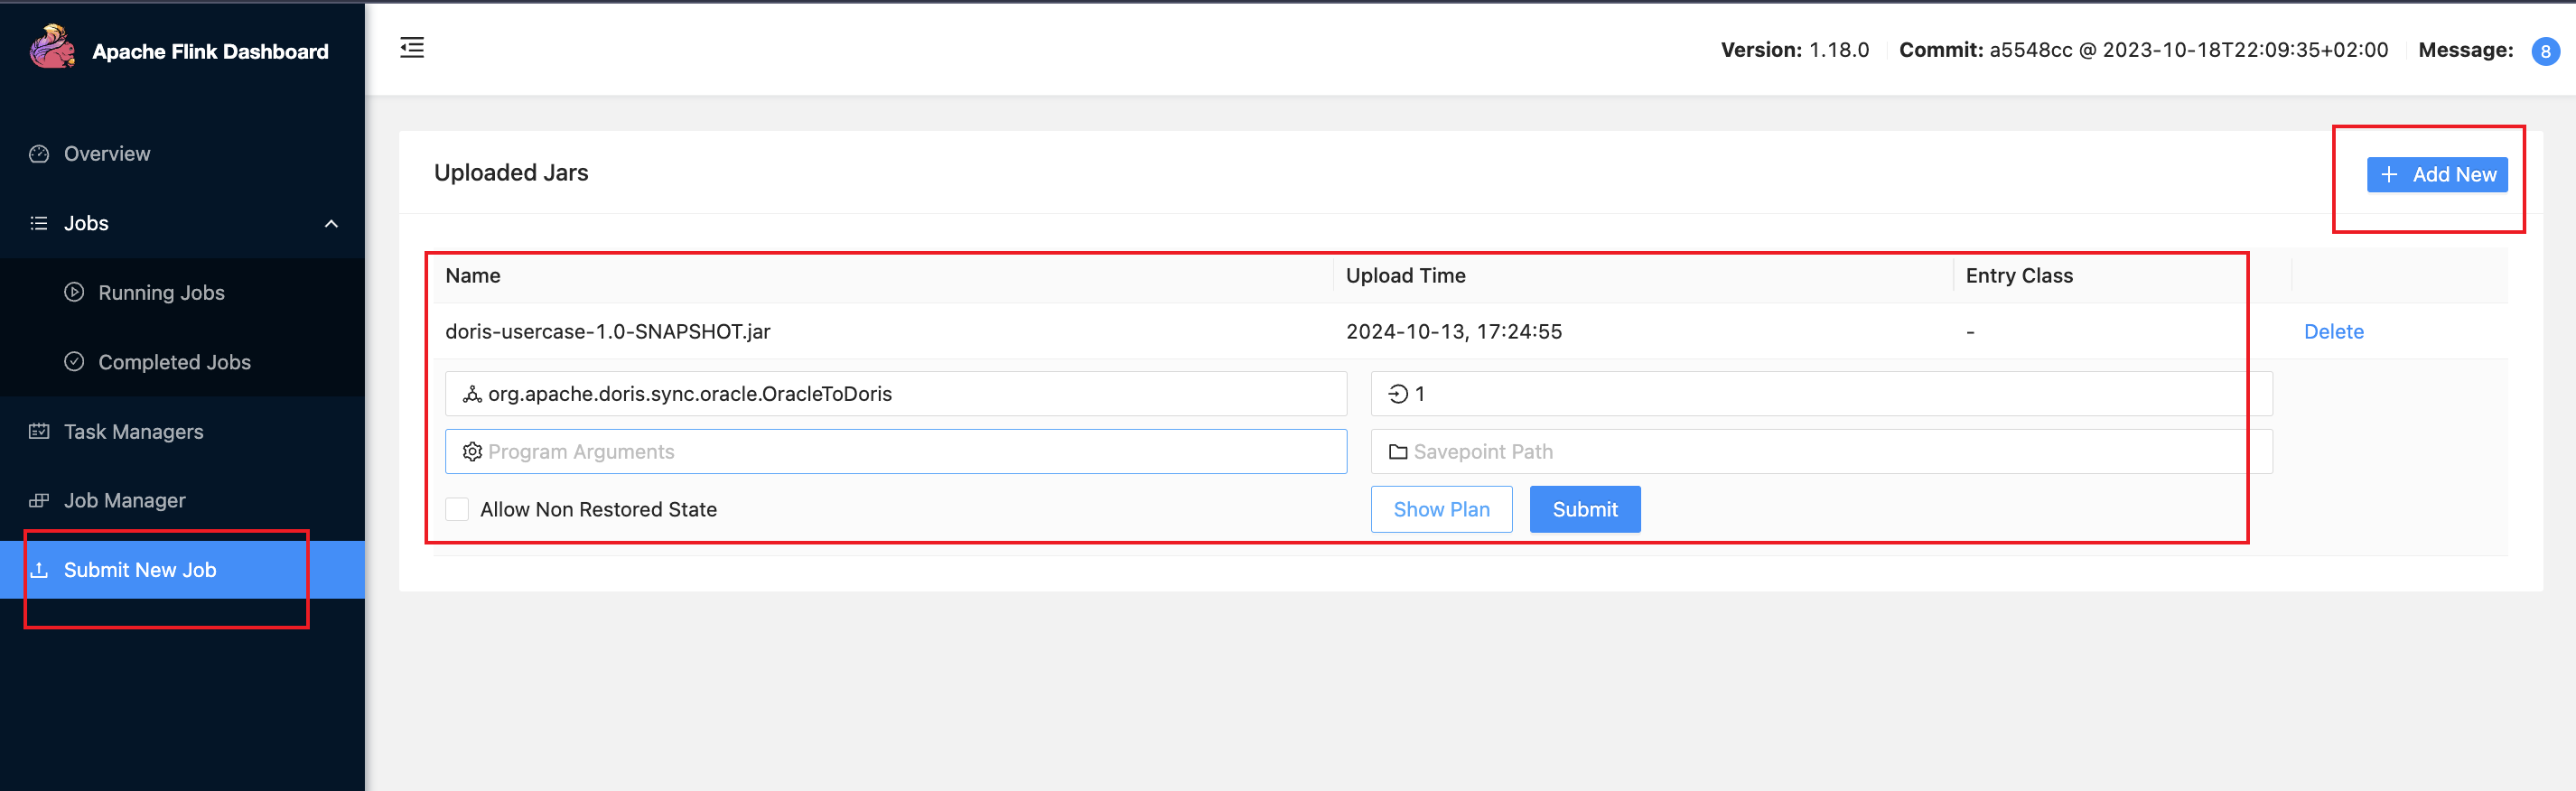 Apache Flink Dashboard
Version: 1.18.0 Commit: a5548cc @ 2023-10-18T22:09:35+02:00 Message: 8
Overview
Jobs
Running Jobs
Completed Jobs
Task Managers
Job Manager
Submit New Job
Uploaded Jars
+ Add New
Name Upload Time Entry Class
doris-usercase-1.0-SNAPSHOT.jar 2024-10-13, 17:24:55 - Delete
org.apache.doris.sync.oracle.OracleToDoris 1
Program Arguments Savepoint Path
Allow Non Restored State Show Plan Submit